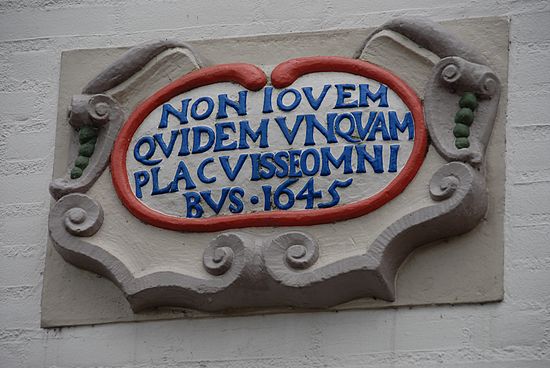 NON IOVEM
QVIDEM VNQVAM
PLACVISSEOMNI
BVS · 1645